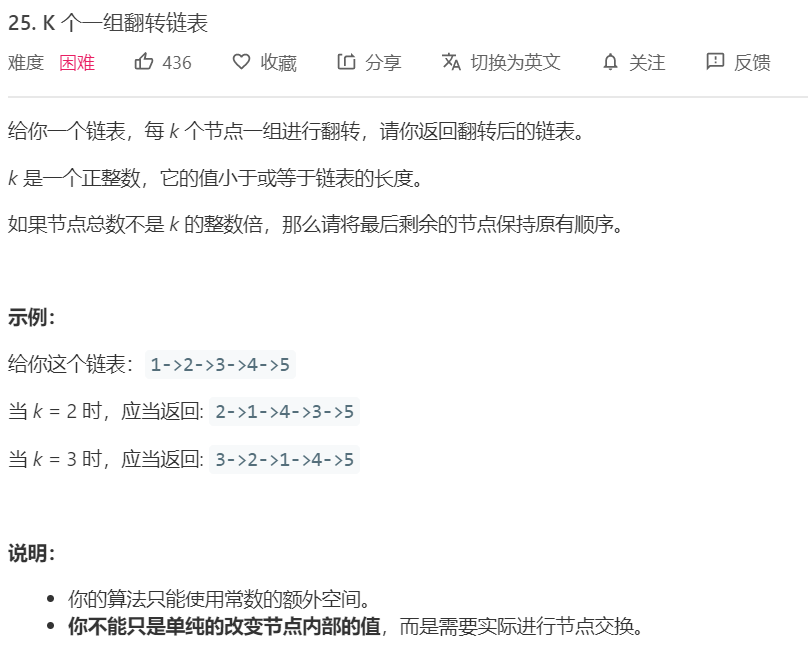 25. K 个一组翻转链表
难度 困难 436 收藏 分享 切换为英文 关注 反馈
给你一个链表，每 k 个节点一组进行翻转，请你返回翻转后的链表。
k 是一个正整数，它的值小于或等于链表的长度。
如果节点总数不是 k 的整数倍，那么请将最后剩余的节点保持原有顺序。
示例：
给你这个链表：1->2->3->4->5
当 k = 2 时，应当返回: 2->1->4->3->5
当 k = 3 时，应当返回: 3->2->1->4->5
说明：
• 你的算法只能使用常数的额外空间。
• 你不能只是单纯的改变节点内部的值，而是需要实际进行节点交换。